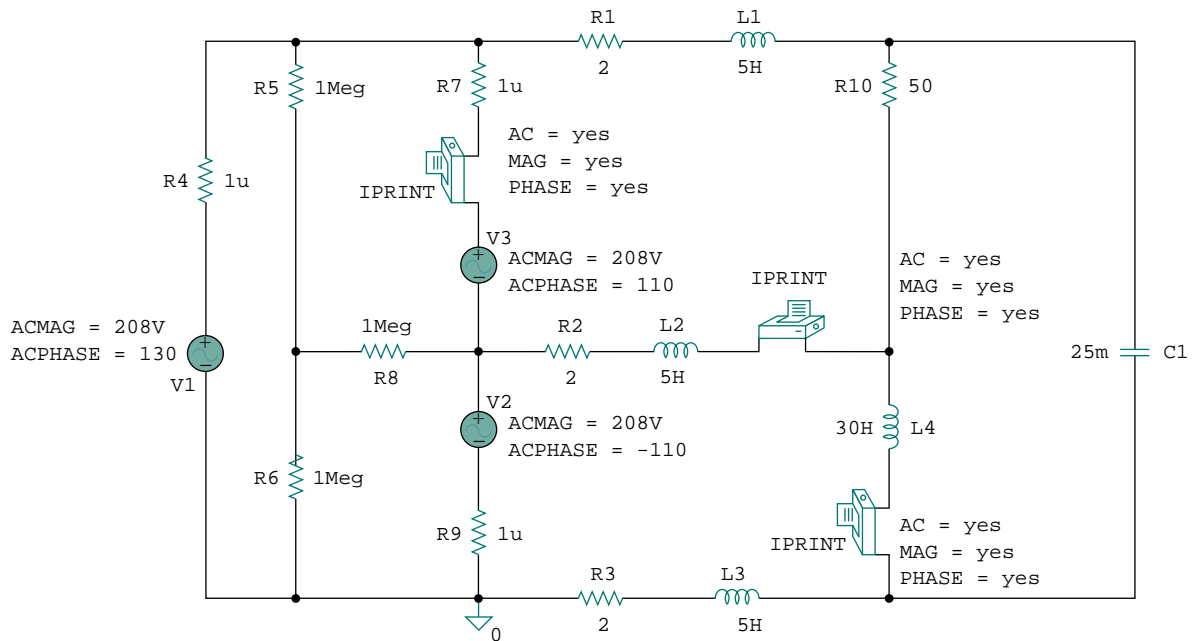 R1
L1
2
5H
R5
1Meg
R7
1u
R10
50
AC = yes
MAG = yes
PHASE = yes
IPRINT
R4
1u
V3
ACMAG = 208V
ACPHASE = 110
IPRINT
AC = yes
MAG = yes
PHASE = yes
ACMAG = 208V
ACPHASE = 130
V1
1Meg
R8
R2
2
L2
5H
25m
C1
V2
ACMAG = 208V
ACPHASE = -110
30H
L4
R6
1Meg
R9
1u
IPRINT
AC = yes
MAG = yes
PHASE = yes
R3
L3
2
5H
0